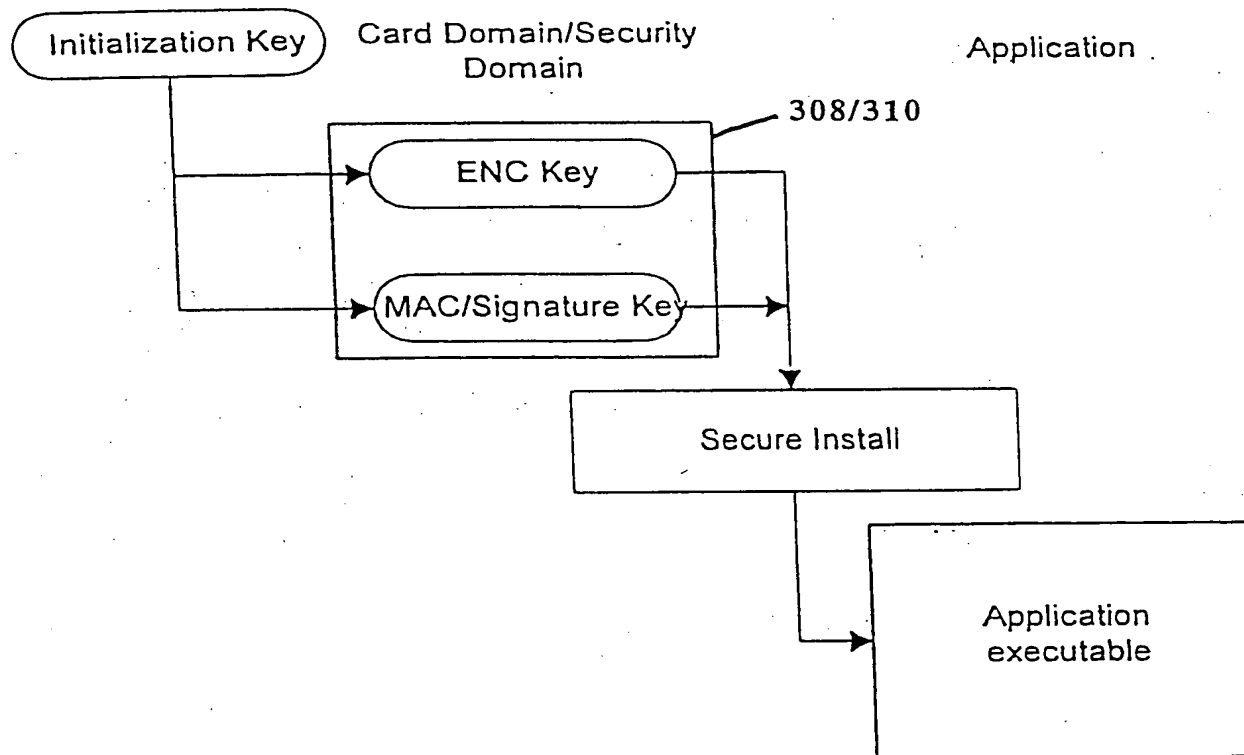 Initialization Key
Card Domain/Security
Domain
Application
308/310
ENC Key
MAC/Signature Key
Secure Install
Application
executable